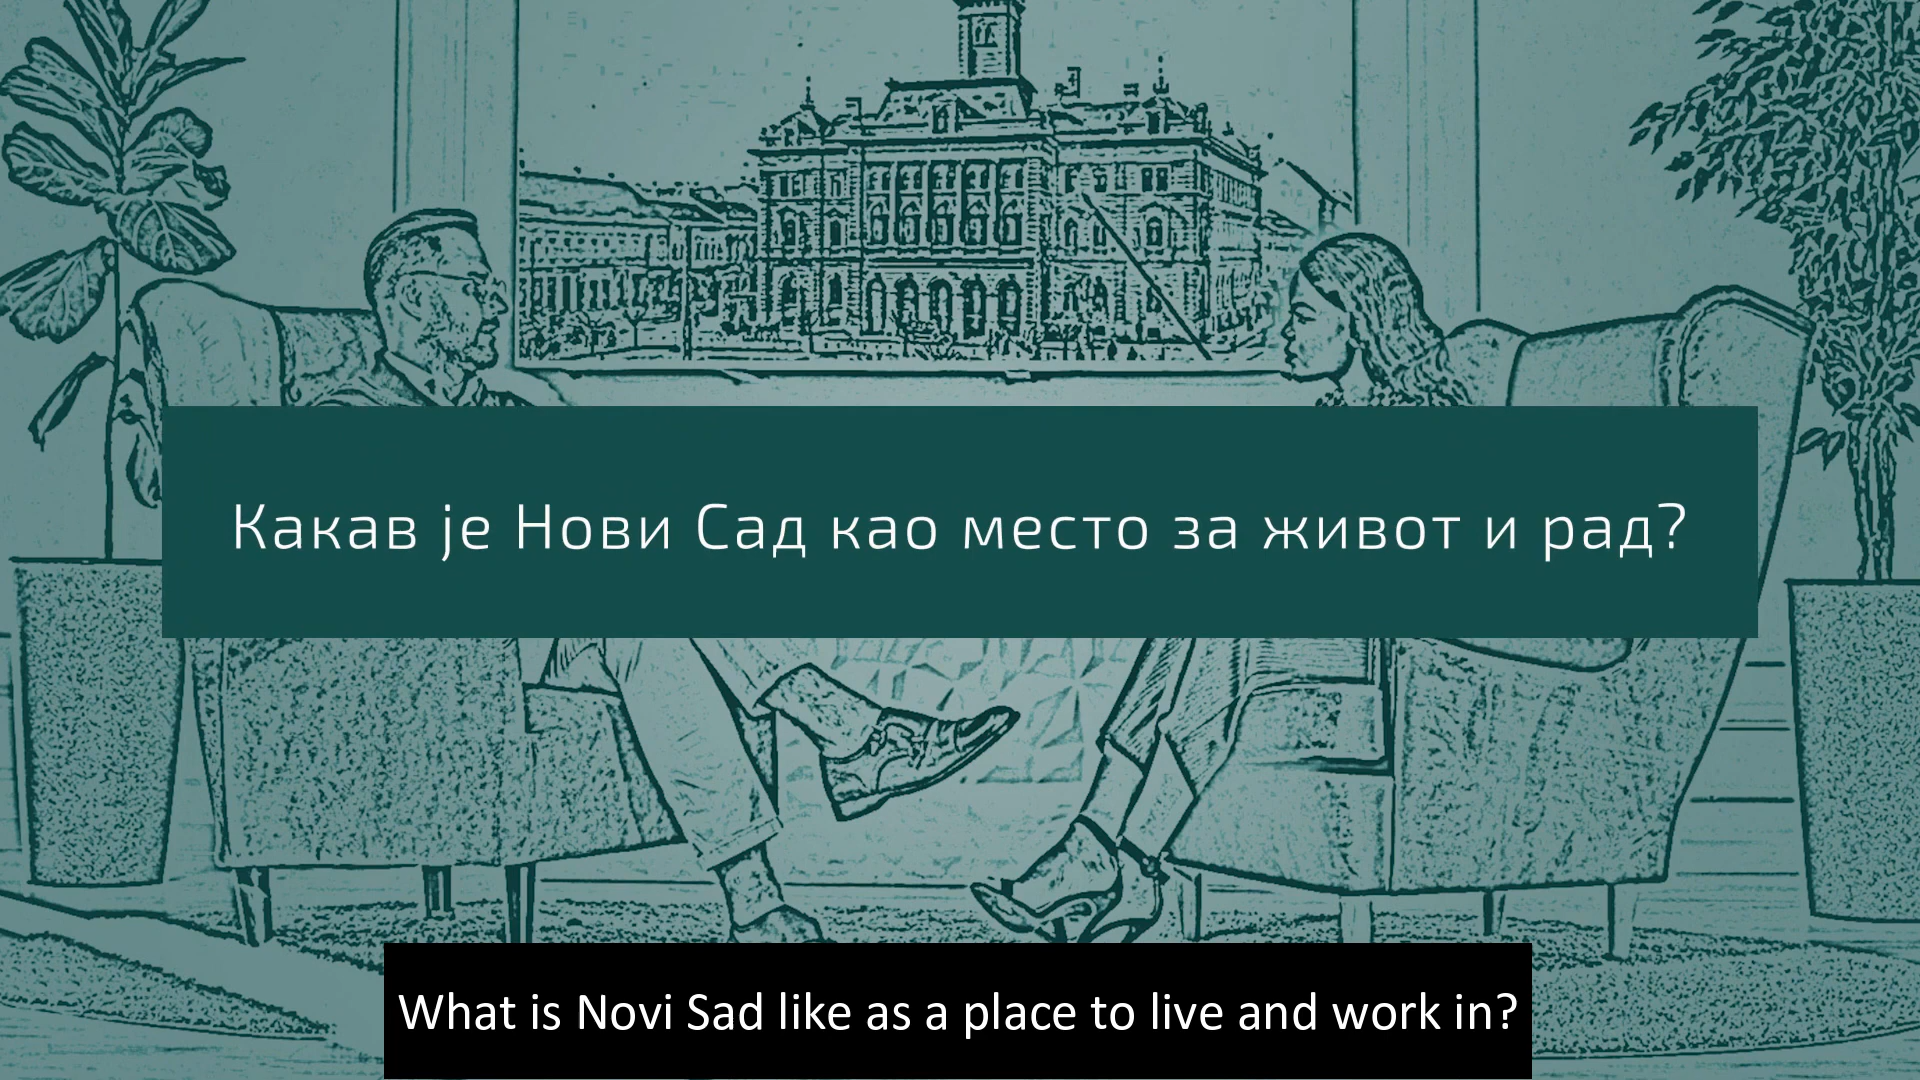 Какав је Нови Сад као место за живот и рад?
What is Novi Sad like as a place to live and work in?